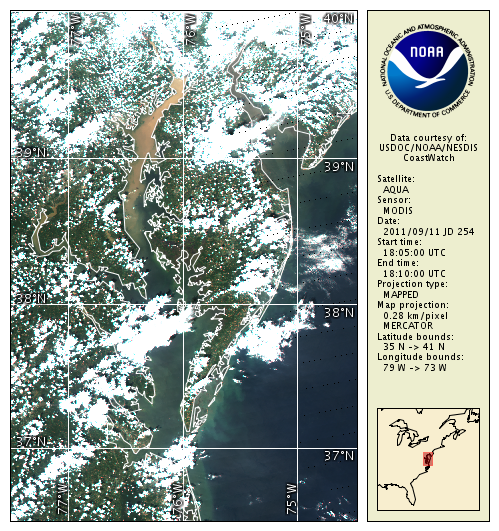 77°W
76°W
75°W
40°N
39°N
39°N
38°N
38°N
37°N
37°N
77°W
76°W
75°W
NATIONAL OCEANIC AND ATMOSPHERIC ADMINISTRATION
NOAA
U.S. DEPARTMENT OF COMMERCE
Data courtesy of:
USDOC/NOAA/NESDIS
CoastWatch
Satellite:
AQUA
Sensor:
MODIS
Date:
2011/09/11 JD 254
Start time:
18:05:00 UTC
End time:
18:10:00 UTC
Projection type:
MAPPED
Map projection:
0.28 km/pixel
MERCATOR
Latitude bounds:
35 N -> 41 N
Longitude bounds:
79 W -> 73 W